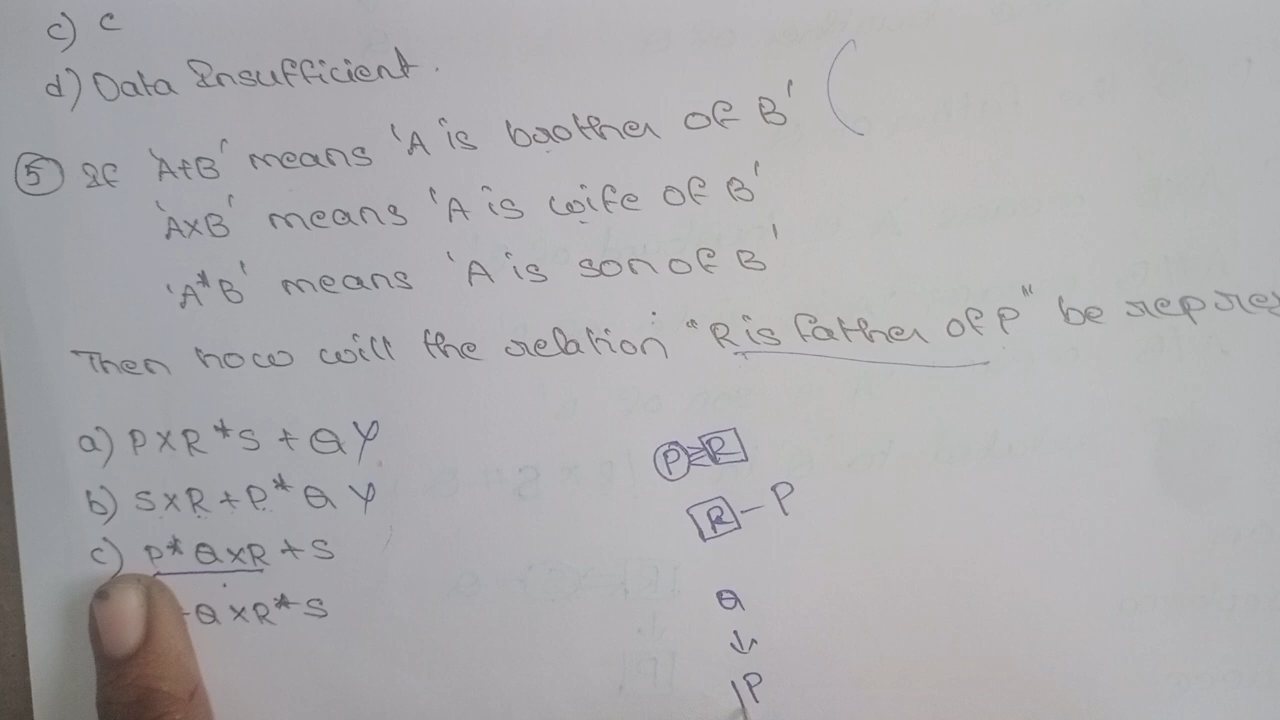 c) c
d) Data Insufficient.
⑤ If 'A+B' means 'A is brother of B'
'A×B' means 'A is wife of B'
'A*B' means 'A is son of B'
Then how will the relation "R is father of P" be repres
a) P×R*S+Q
b) S×R+P*Q
c) P*Q×R+S
-Q×R*S
P=R
R-P
Q
↓
P